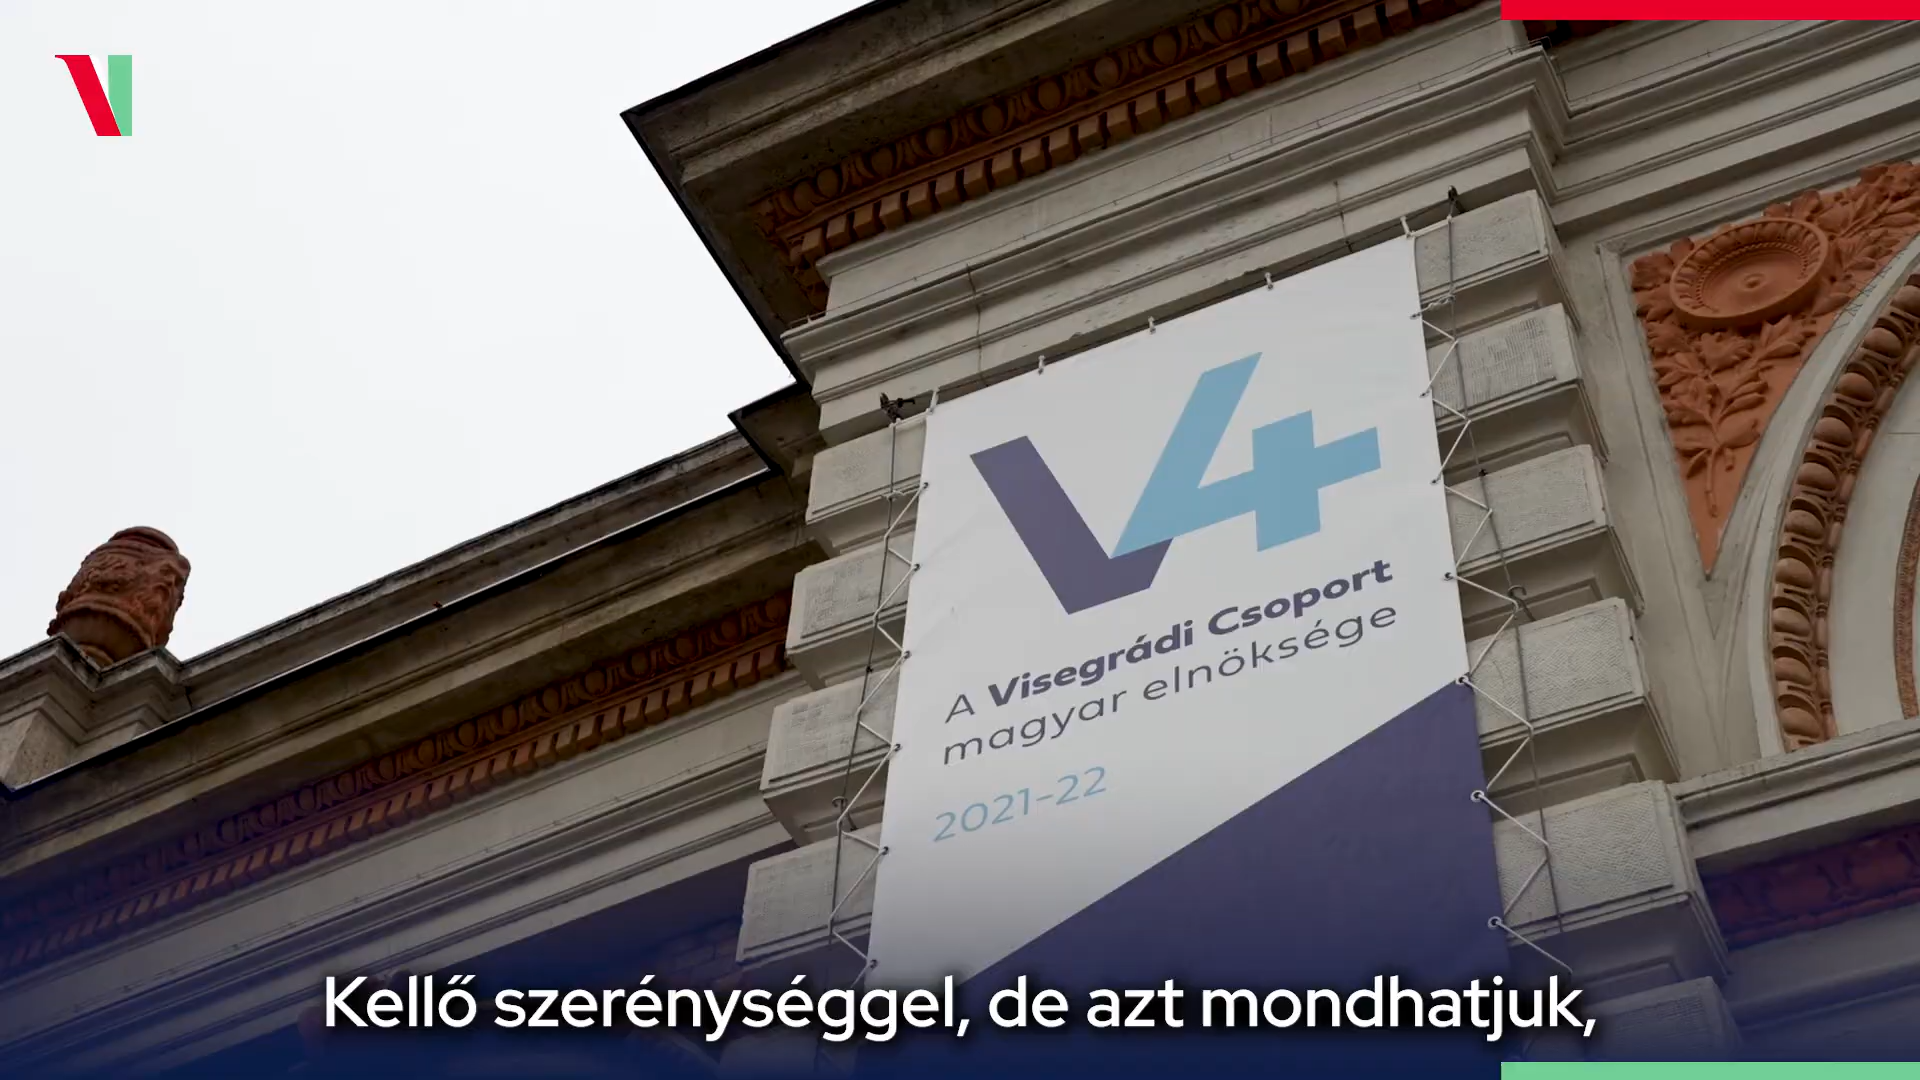 V4
A Visegrádi Csoport
magyar elnöksége
2021-22
Kellő szerénységgel, de azt mondhatjuk,